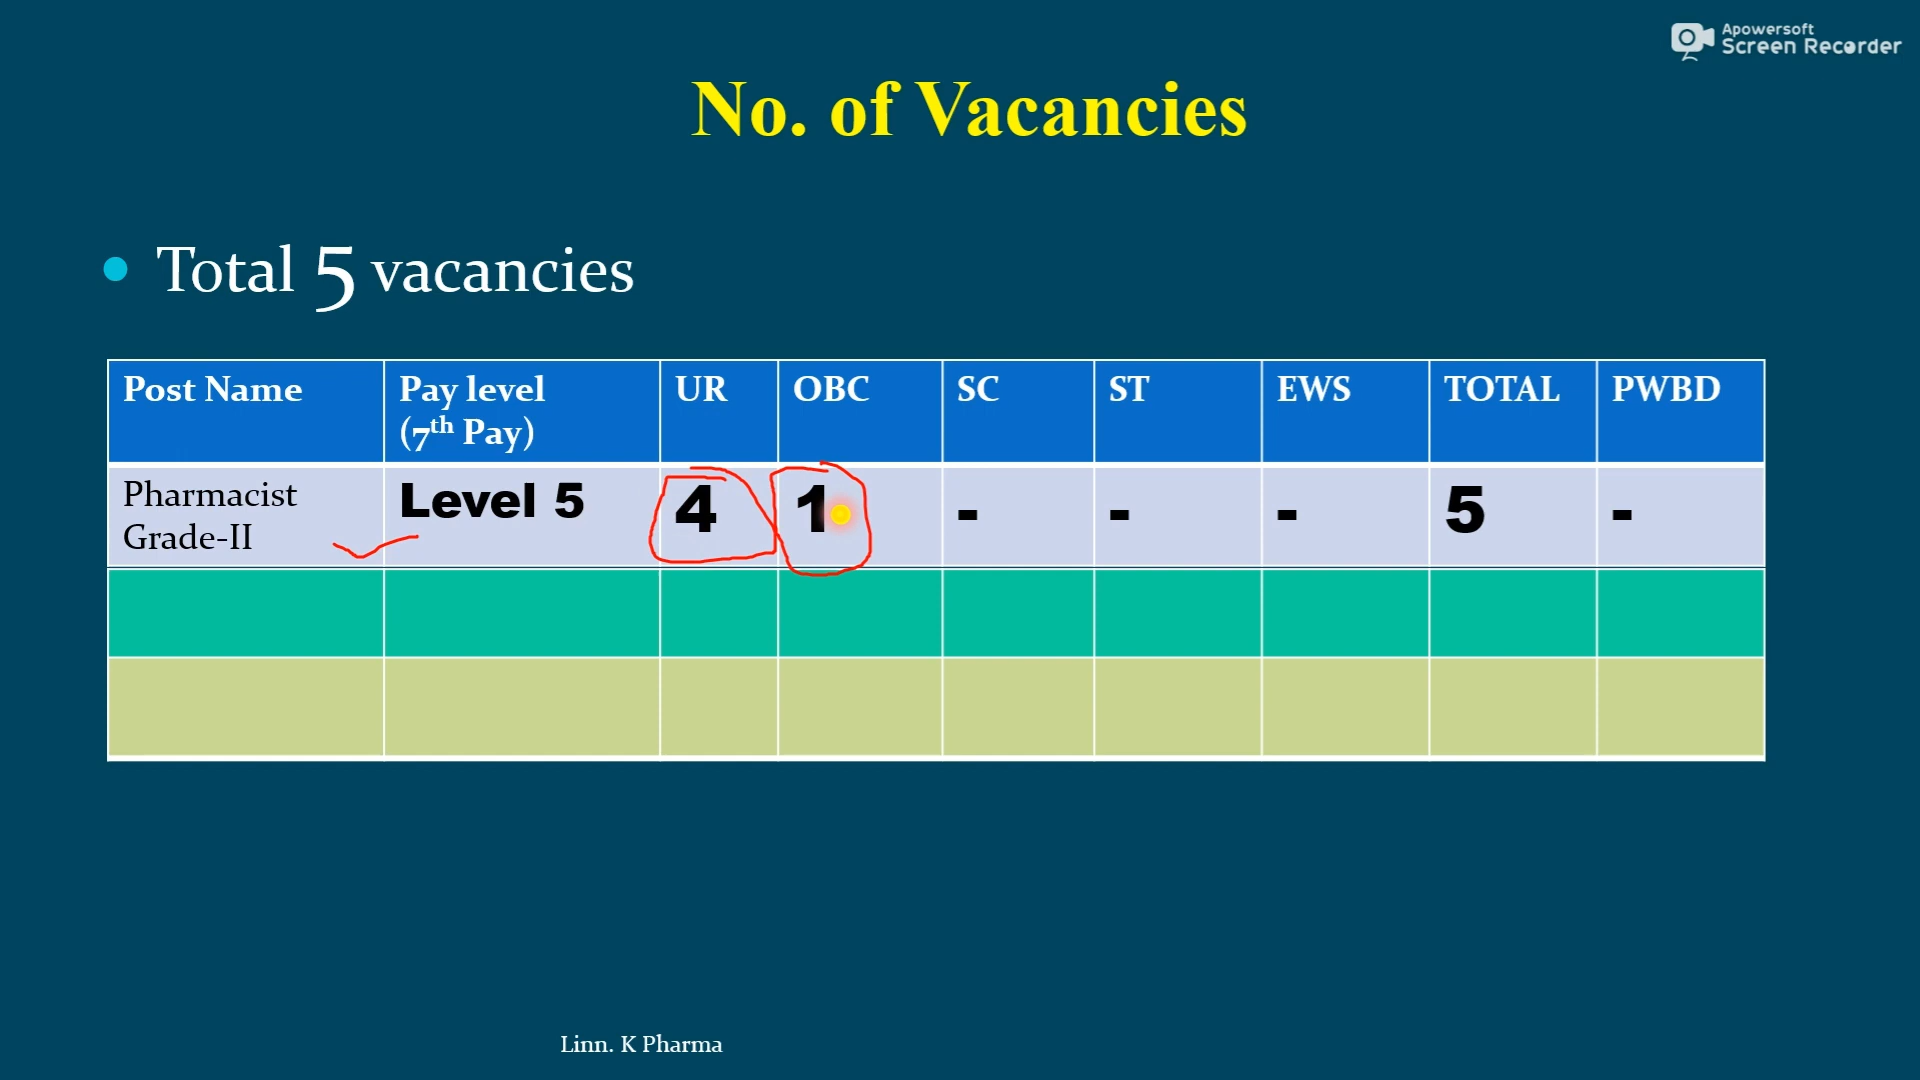 Apowersoft
Screen Recorder
No. of Vacancies
• Total 5 vacancies
Post Name Pay level (7th Pay) UR OBC SC ST EWS TOTAL PWBD
Pharmacist Grade-II Level 5 4 1 - - - 5 -
Linn. K Pharma